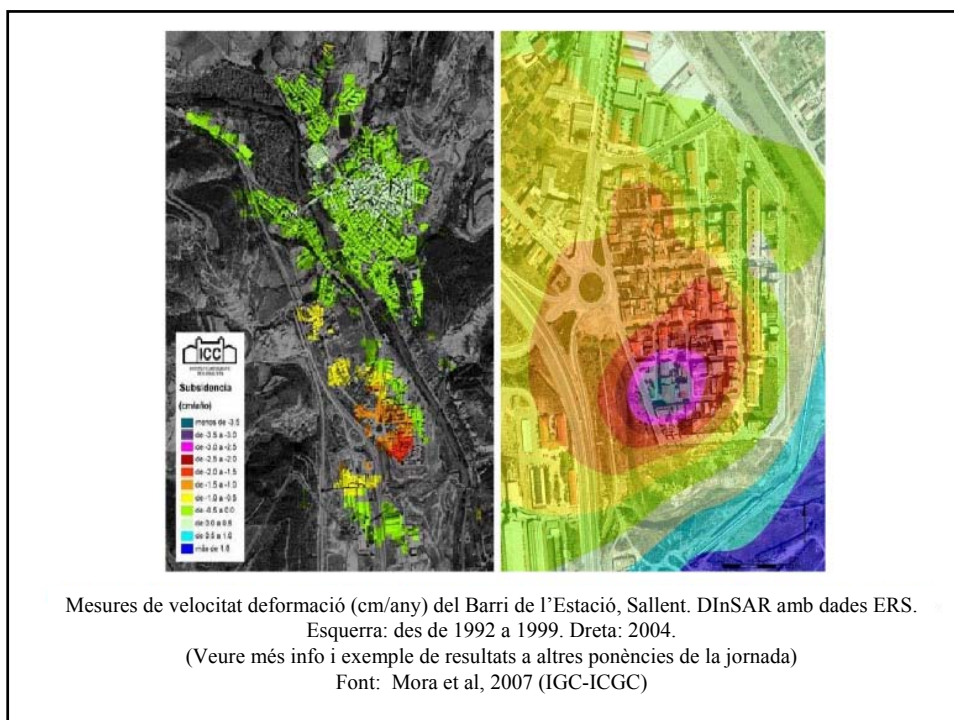 ICC
Subsidencia
(cm/año)
menos de -3.5
de -3.5 a -3.0
de -3.0 a -2.5
de -2.5 a -2.0
de -2.0 a -1.5
de -1.5 a -1.0
de -1.0 a -0.5
de -0.5 a 0.0
de 0.0 a 0.5
de 0.5 a 1.0
más de 1.0
Mesures de velocitat deformació (cm/any) del Barri de l’Estació, Sallent. DInSAR amb dades ERS.
Esquerra: des de 1992 a 1999. Dreta: 2004.
(Veure més info i exemple de resultats a altres ponències de la jornada)
Font: Mora et al, 2007 (IGC-ICGC)